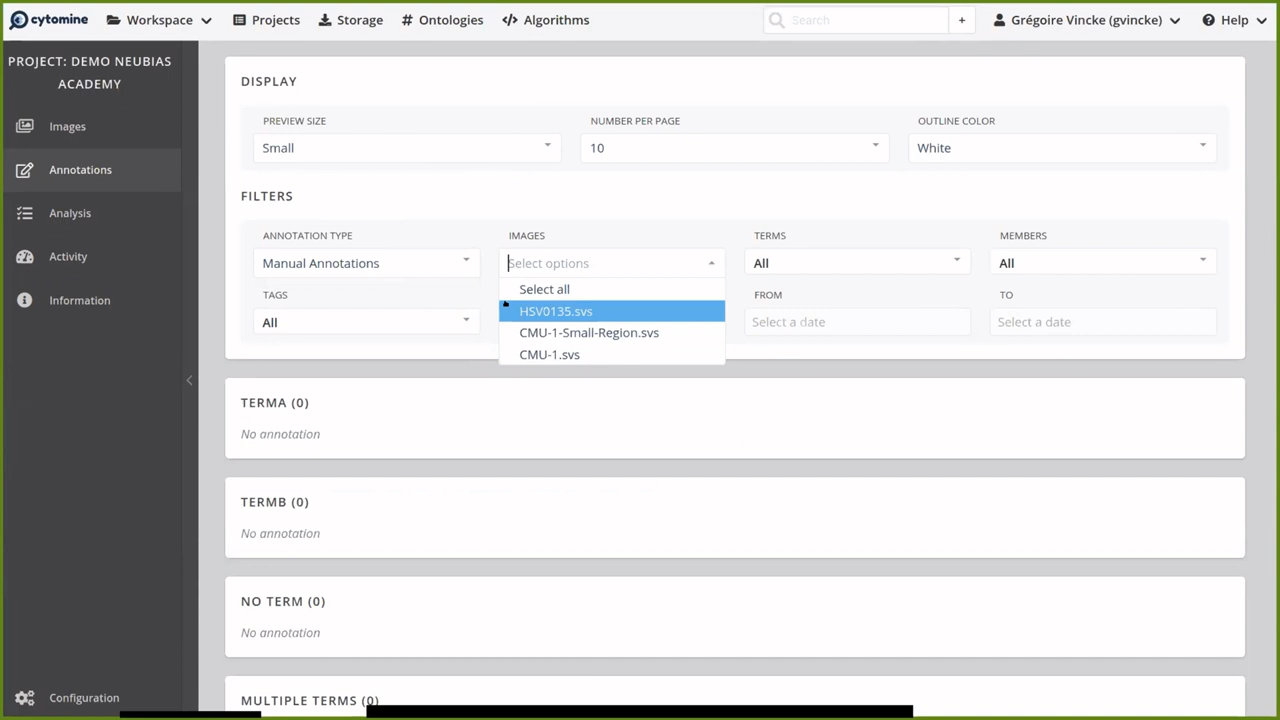 cytomine Workspace Projects Storage # Ontologies </> Algorithms Search + Grégoire Vincke (gvincke) Help
PROJECT: DEMO NEUBIAS
ACADEMY
Images
Annotations
Analysis
Activity
Information
Configuration
DISPLAY
PREVIEW SIZE NUMBER PER PAGE OUTLINE COLOR
Small 10 White
FILTERS
ANNOTATION TYPE IMAGES TERMS MEMBERS
Manual Annotations Select options All All
Select all
HSV0135.svs
CMU-1-Small-Region.svs
CMU-1.svs
TAGS FROM TO
All Select a date Select a date
TERMA (0)
No annotation
TERMB (0)
No annotation
NO TERM (0)
No annotation
MULTIPLE TERMS (0)